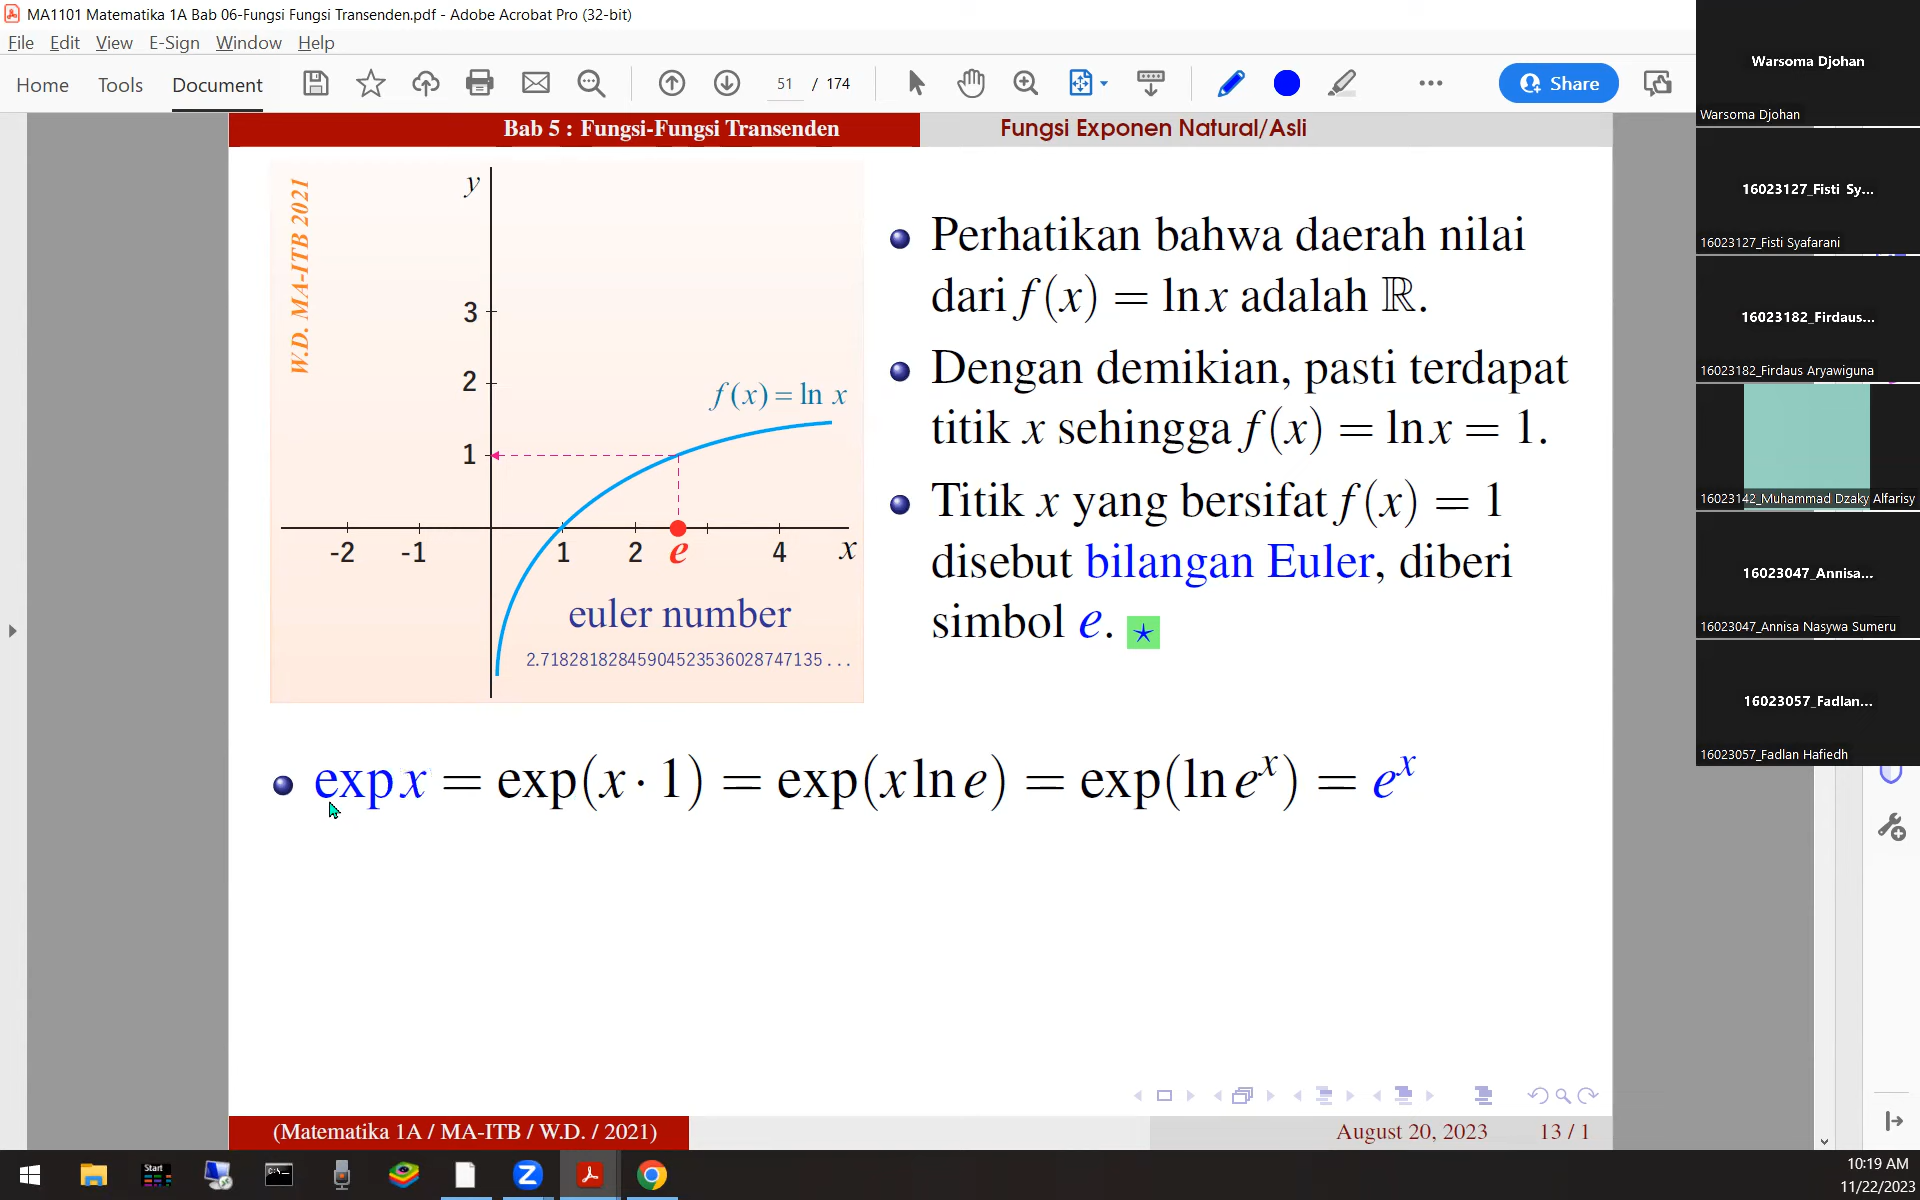 MA1101 Matematika 1A Bab 06-Fungsi Fungsi Transenden.pdf - Adobe Acrobat Pro (32-bit)
File Edit View E-Sign Window Help
Home Tools Document 51 / 174 Share
Bab 5 : Fungsi-Fungsi Transenden Fungsi Exponen Natural/Asli
W.D. MA-ITB 2021
y
3
2
1
f(x) = ln x
-2 -1 1 2 e 4 x
euler number
2.718281828459045235360287471​35...
Perhatikan bahwa daerah nilai
dari f(x) = ln x adalah ℝ.
Dengan demikian, pasti terdapat
titik x sehingga f(x) = ln x = 1.
Titik x yang bersifat f(x) = 1
disebut bilangan Euler, diberi
simbol e. ⋆
exp x = exp(x · 1) = exp(x ln e) = exp(ln e^x) = e^x
(Matematika 1A / MA-ITB / W.D. / 2021) August 20, 2023 13 / 1
Warsoma Djohan
Warsoma Djohan
16023127_Fisti Sy...
16023127_Fisti Syafarani
16023182_Firdaus...
16023182_Firdaus Aryawiguna
16023142_Muhammad Dzaky Alfarisy
16023047_Annisa...
16023047_Annisa Nasywa Sumeru
16023057_Fadlan...
16023057_Fadlan Hafiedh
Start
10:19 AM
11/22/2023